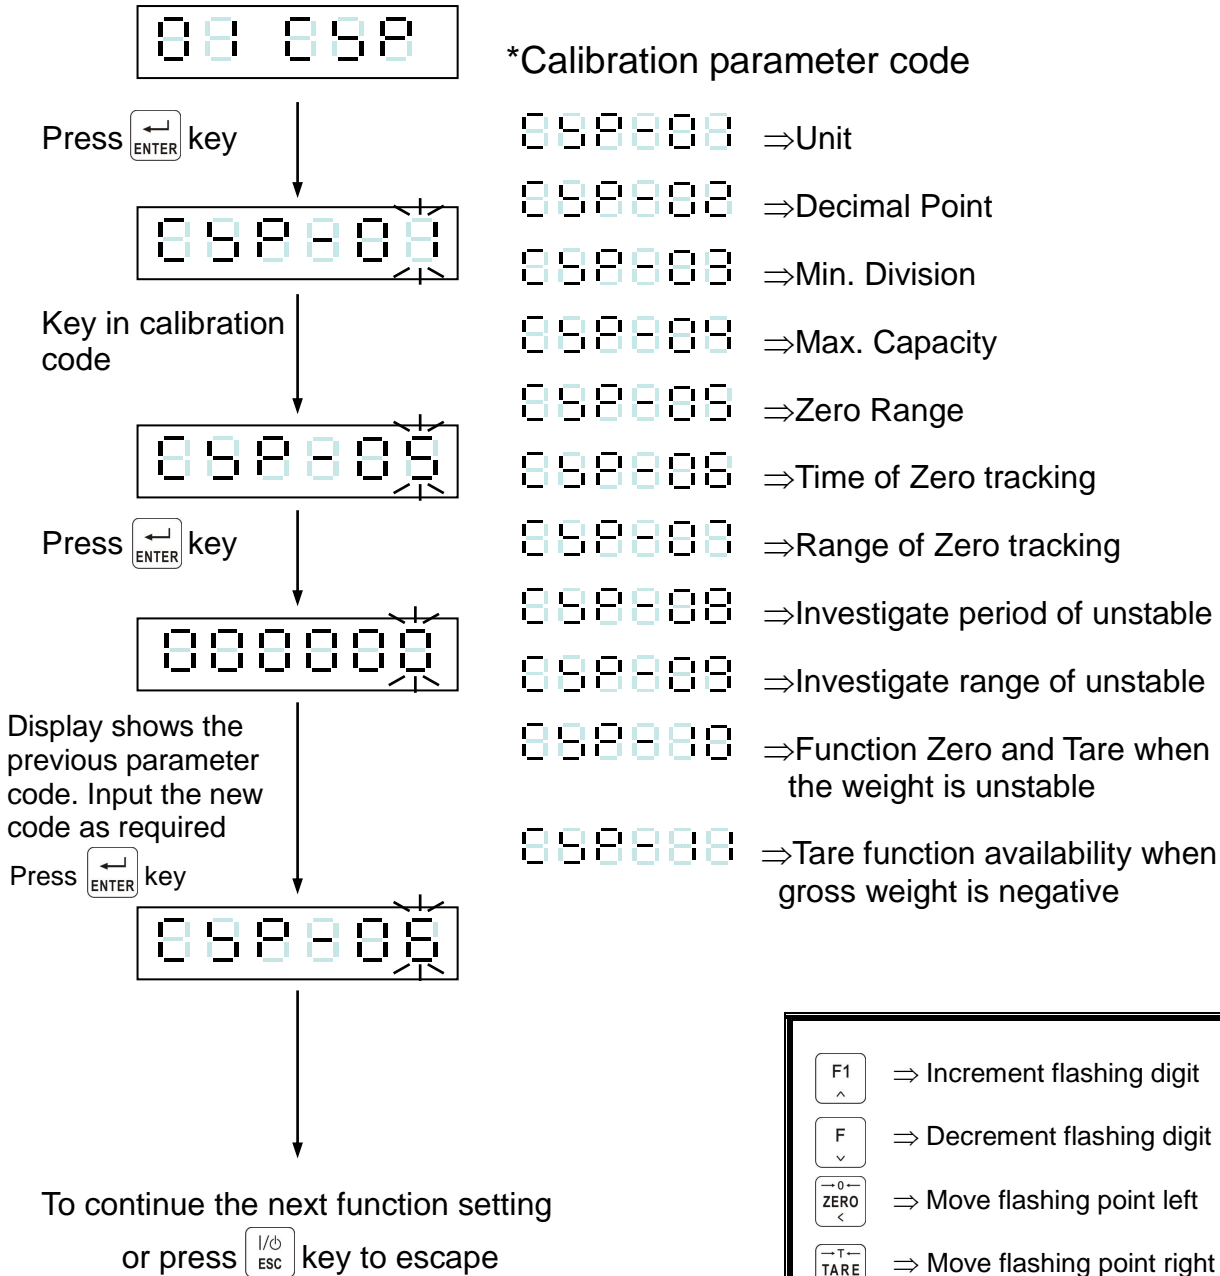 01 CSP
*Calibration parameter code
Press ENTER key
CSP-01
Key in calibration
code
CSP-05
Press ENTER key
000000
Display shows the
previous parameter
code. Input the new
code as required
Press ENTER key
CSP-06
To continue the next function setting
or press I/⏻ ESC key to escape
CSP-01 ⇒Unit
CSP-02 ⇒Decimal Point
CSP-03 ⇒Min. Division
CSP-04 ⇒Max. Capacity
CSP-05 ⇒Zero Range
CSP-06 ⇒Time of Zero tracking
CSP-07 ⇒Range of Zero tracking
CSP-08 ⇒Investigate period of unstable
CSP-09 ⇒Investigate range of unstable
CSP-10 ⇒Function Zero and Tare when
the weight is unstable
CSP-11 ⇒Tare function availability when
gross weight is negative
F1 ⇒ Increment flashing digit
F ⇒ Decrement flashing digit
→0← ZERO < ⇒ Move flashing point left
→T← TARE ⇒ Move flashing point right